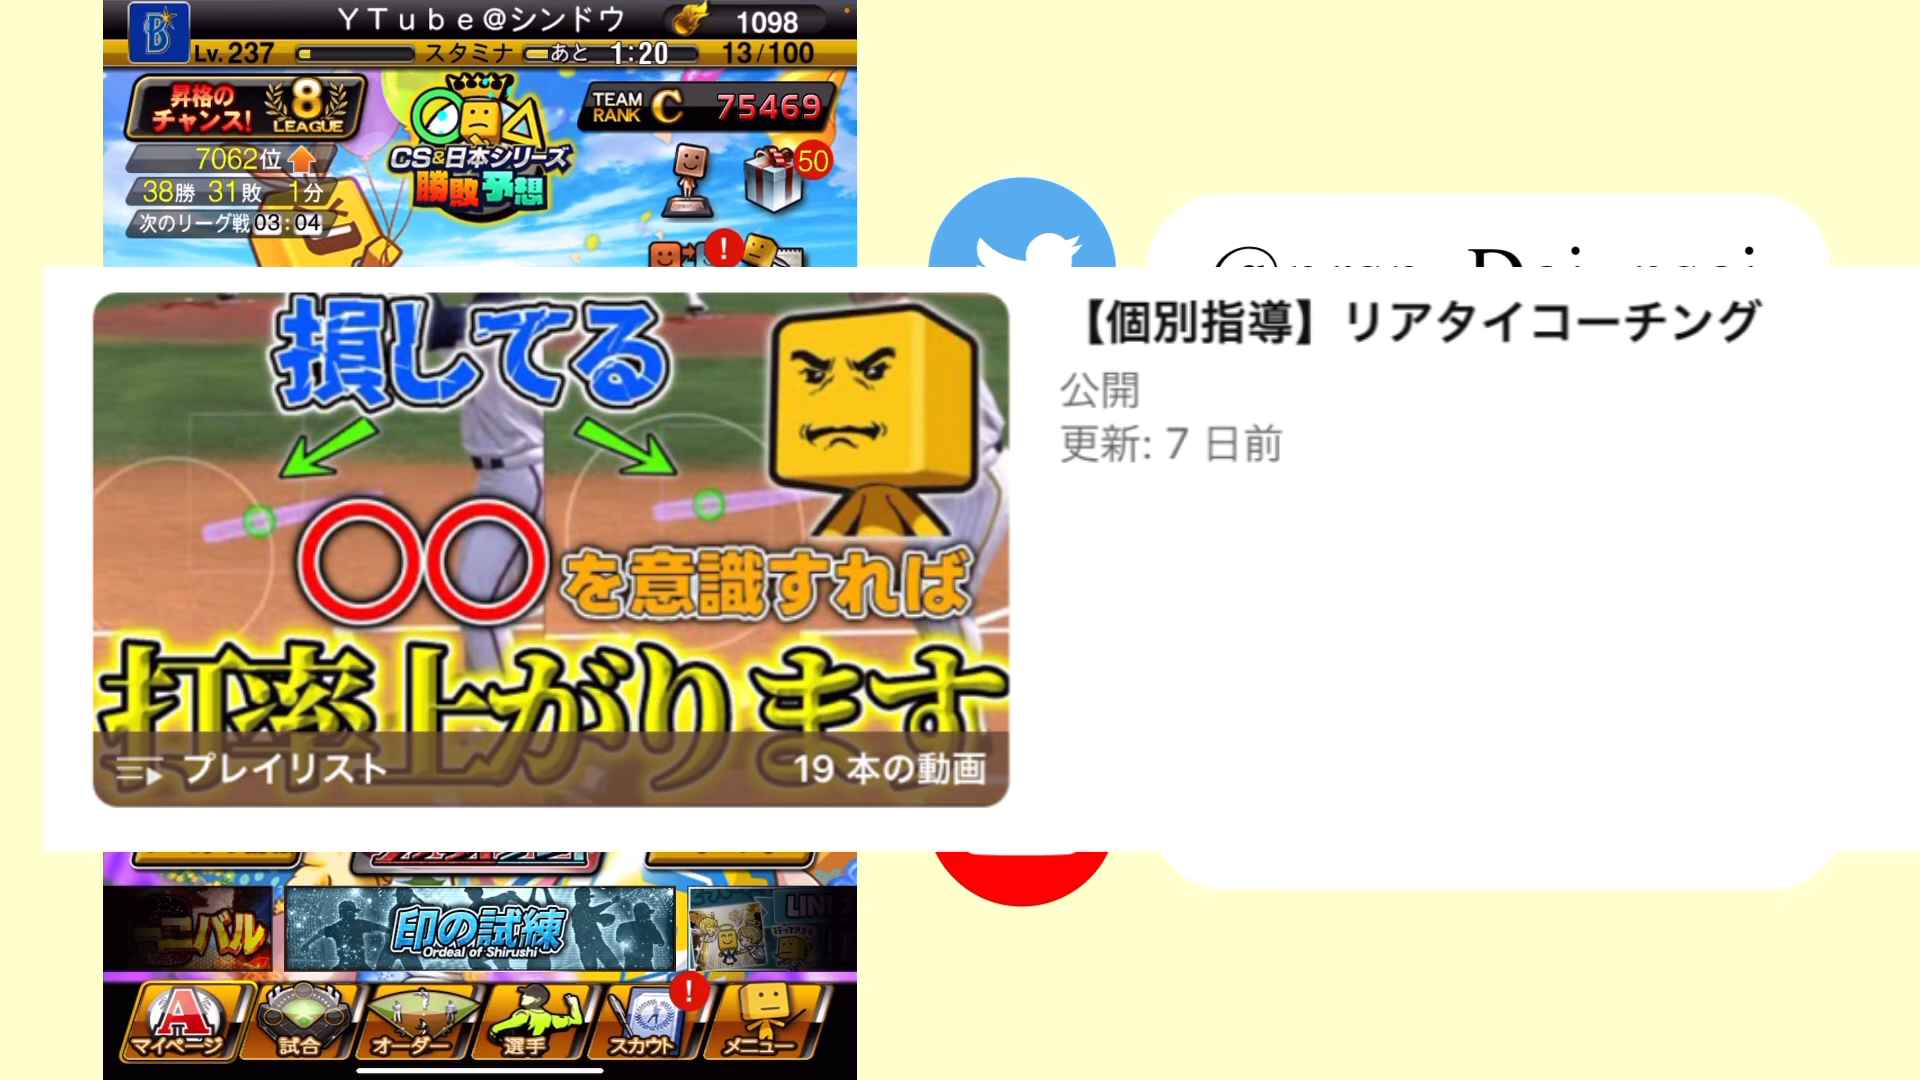 YTube@シンドウ
1098
B
Lv.237
スタミナ
あと 1:20
13/100
昇格の
チャンス!
8
LEAGUE
7062位
38勝 31敗 1分
次のリーグ戦03:04
CS&日本シリーズ
勝敗予想
TEAM
RANK
C
75469
50
!
【個別指導】リアタイコーチング
公開
更新: 7 日前
損してる
〇〇を意識すれば
打率上がります
プレイリスト
19 本の動画
ニバル
印の試練
Ordeal of Shirushi
LINE
A
!
マイページ
試合
オーダー
選手
スカウト
メニュー